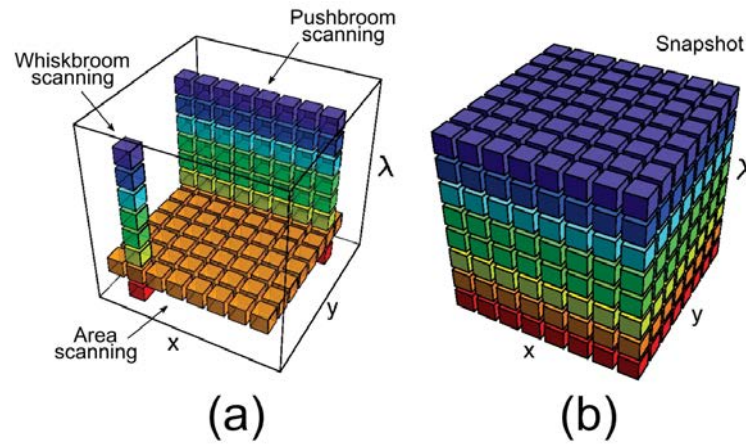 Pushbroom
scanning
Whiskbroom
scanning
λ
y
x
Area
scanning
(a)
Snapshot
λ
y
x
(b)